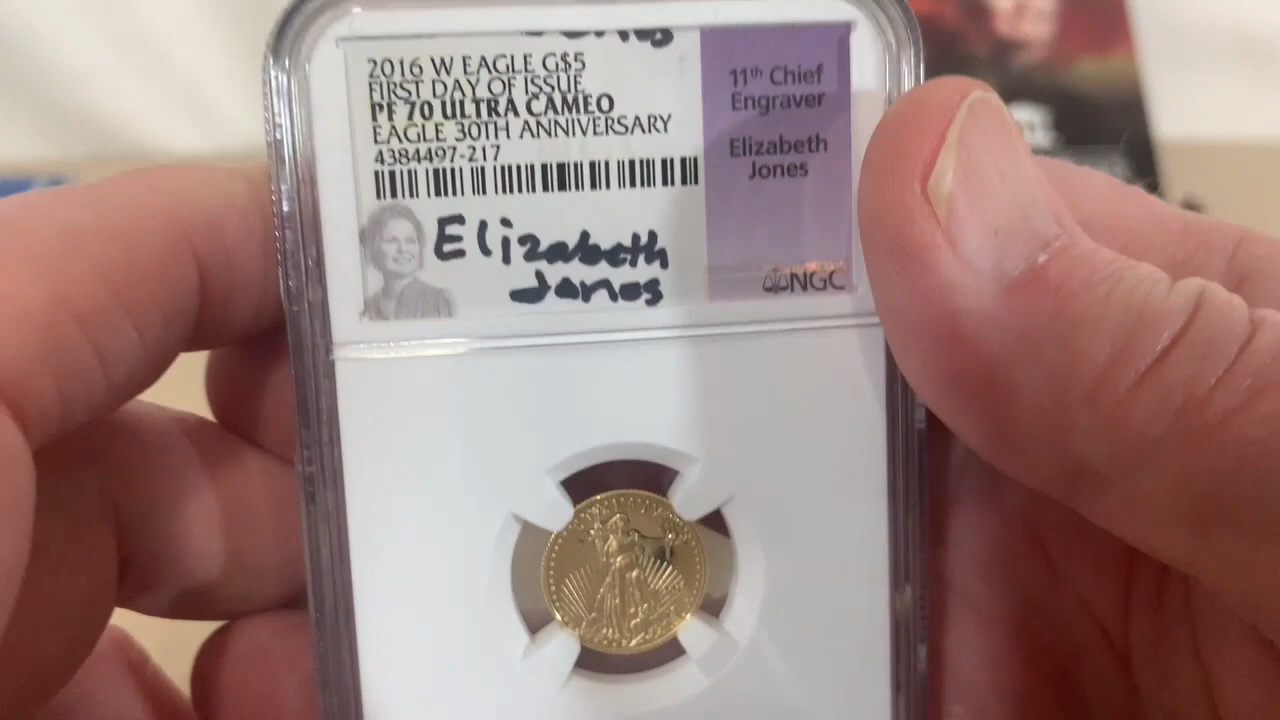 2016 W EAGLE G$5
FIRST DAY OF ISSUE
PF 70 ULTRA CAMEO
EAGLE 30TH ANNIVERSARY
4384497-217
Elizabeth
Jones
11th Chief
Engraver
Elizabeth
Jones
NGC